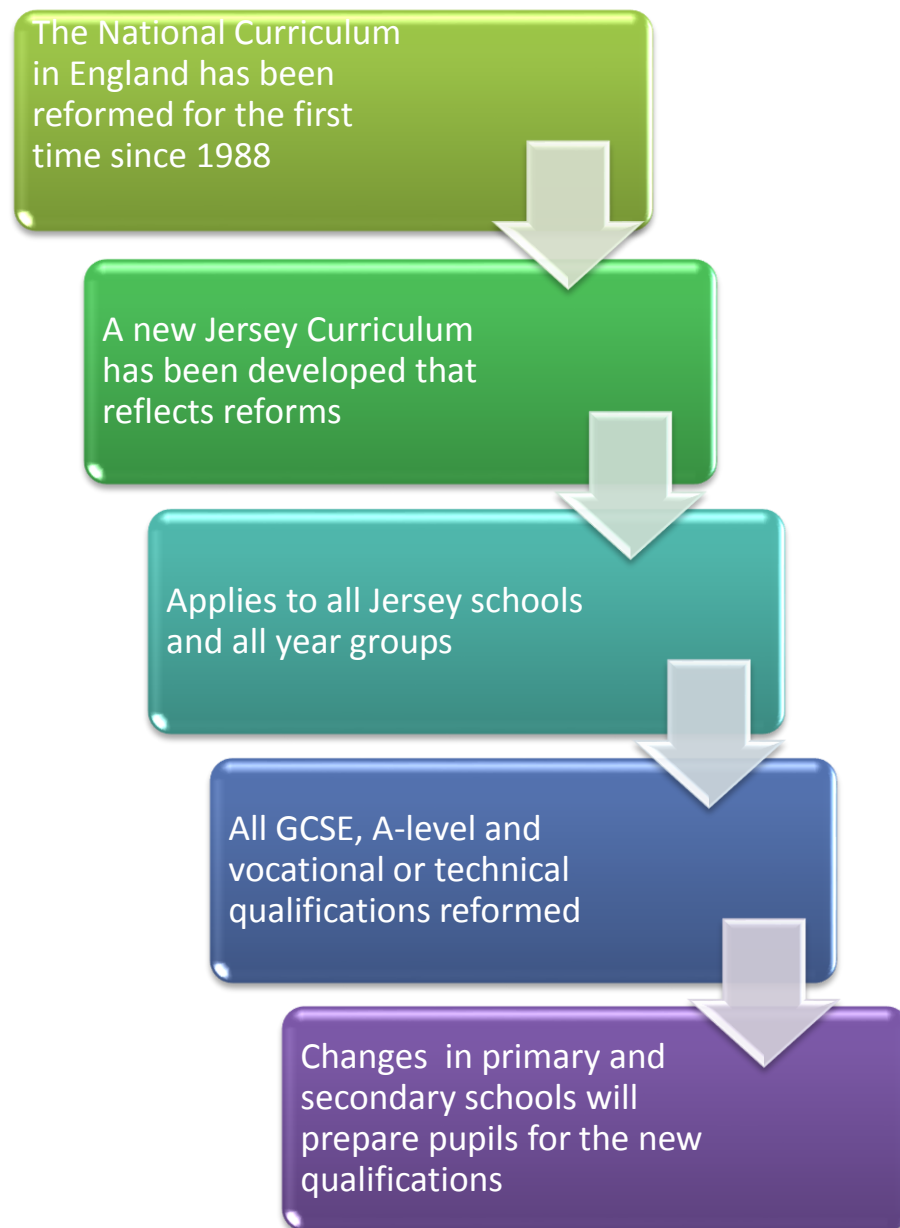 The National Curriculum
in England has been
reformed for the first
time since 1988
A new Jersey Curriculum
has been developed that
reflects reforms
Applies to all Jersey schools
and all year groups
All GCSE, A-level and
vocational or technical
qualifications reformed
Changes  in primary and
secondary schools will
prepare pupils for the new
qualifications